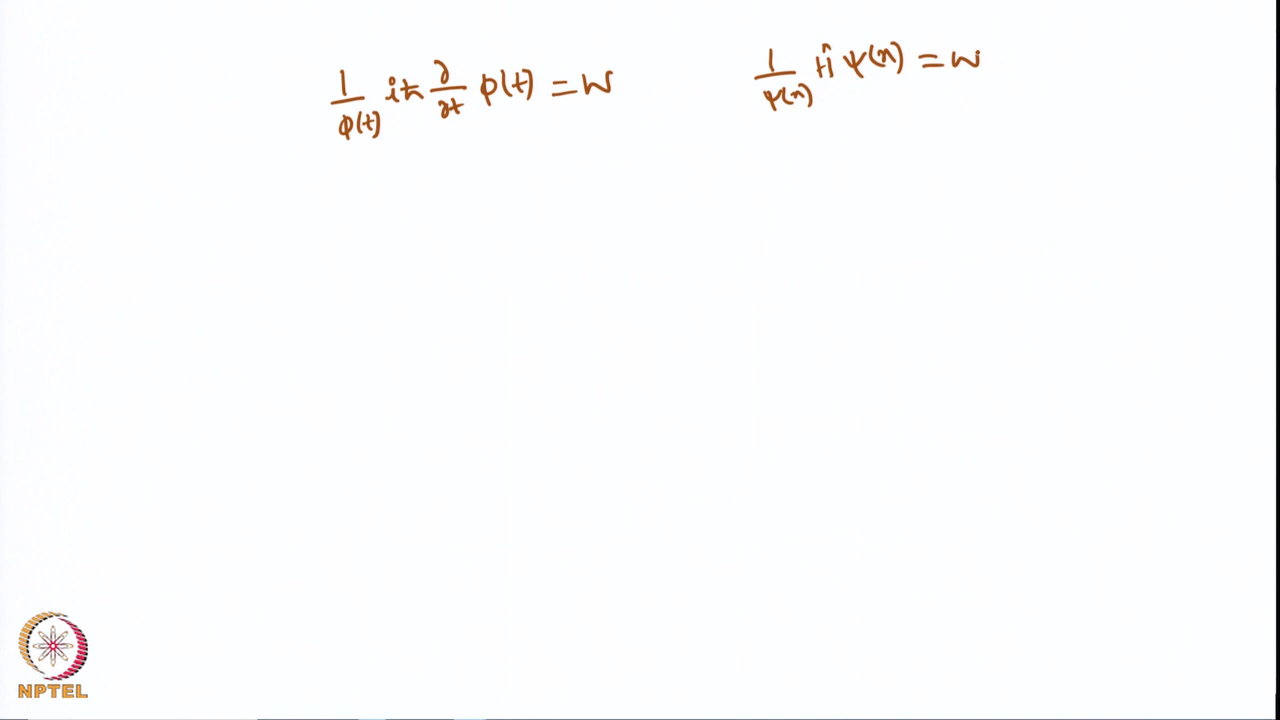 1/φ(t) iħ ∂/∂t φ(t) = W
1/ψ(x) Ĥ ψ(x) = W
NPTEL